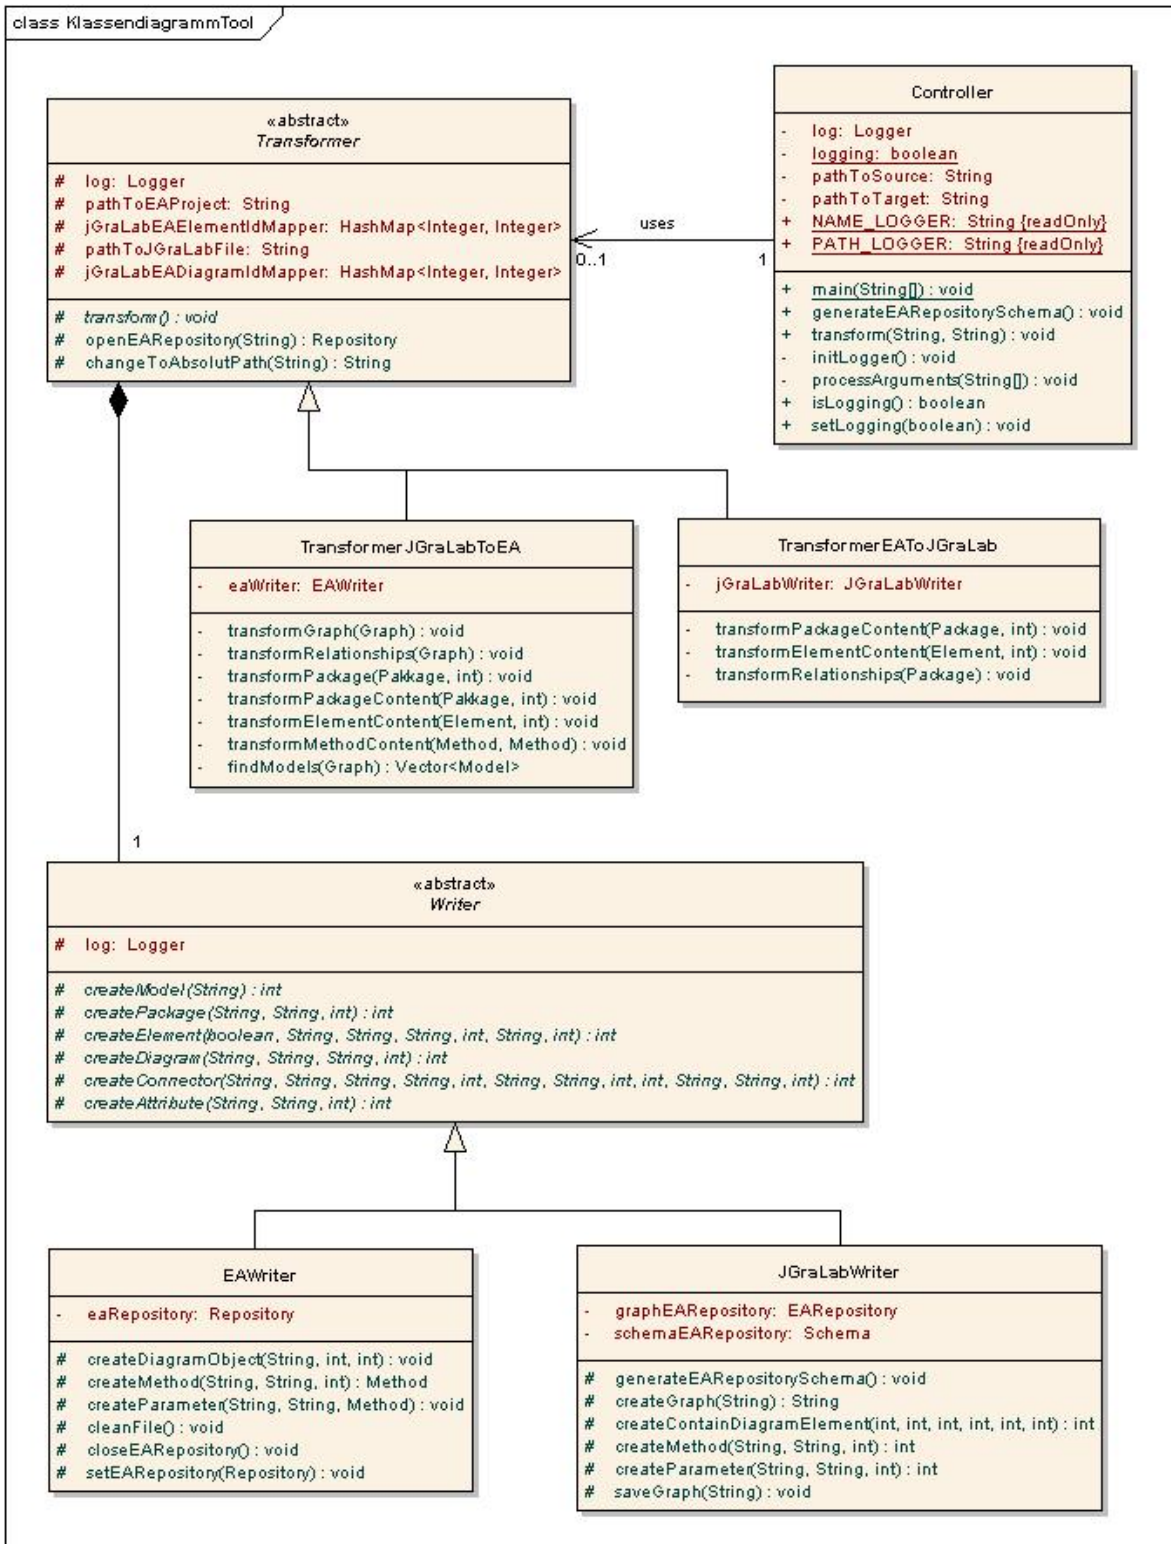 class KlassendiagrammTool
«abstract»
Transformer
# log: Logger
# pathToEAProject: String
# jGraLabEAElementIdMapper: HashMap<Integer, Integer>
# pathToJGraLabFile: String
# jGraLabEADiagramIdMapper: HashMap<Integer, Integer>
# transform() : void
# openEARepository(String) : Repository
# changeToAbsolutPath(String) : String
uses
0..1
1
Controller
- log: Logger
- logging: boolean
- pathToSource: String
- pathToTarget: String
+ NAME_LOGGER: String {readOnly}
+ PATH_LOGGER: String {readOnly}
+ main(String[]) : void
+ generateEARepositorySchema() : void
+ transform(String, String) : void
- initLogger() : void
- processArguments(String[]) : void
+ isLogging() : boolean
+ setLogging(boolean) : void
TransformerJGraLabToEA
- eaWriter: EAWriter
- transformGraph(Graph) : void
- transformRelationships(Graph) : void
- transformPackage(Pakkage, int) : void
- transformPackageContent(Pakkage, int) : void
- transformElementContent(Element, int) : void
- transformMethodContent(Method, Method) : void
- findModels(Graph) : Vector<Model>
TransformerEAToJGraLab
- jGraLabWriter: JGraLabWriter
- transformPackageContent(Package, int) : void
- transformElementContent(Element, int) : void
- transformRelationships(Package) : void
1
«abstract»
Writer
# log: Logger
# createModel(String) : int
# createPackage(String, String, int) : int
# createElement(boolean, String, String, String, int, String, int) : int
# createDiagram(String, String, String, int) : int
# createConnector(String, String, String, String, int, String, String, int, int, String, String, int) : int
# createAttribute(String, String, int) : int
EAWriter
- eaRepository: Repository
# createDiagramObject(String, int, int) : void
# createMethod(String, String, int) : Method
# createParameter(String, String, Method) : void
# cleanFile() : void
# closeEARepository() : void
# setEARepository(Repository) : void
JGraLabWriter
- graphEARepository: EARepository
- schemaEARepository: Schema
# generateEARepositorySchema() : void
# createGraph(String) : String
# createContainDiagramElement(int, int, int, int, int, int) : int
# createMethod(String, String, int) : int
# createParameter(String, String, int) : int
# saveGraph(String) : void